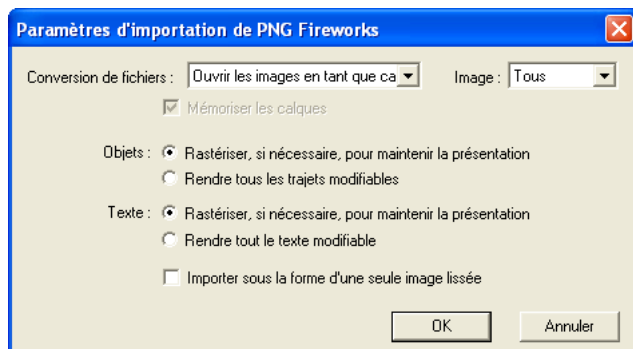 Paramètres d'importation de PNG Fireworks
Conversion de fichiers : Ouvrir les images en tant que ca Image : Tous
Mémoriser les calques
Objets : Rastériser, si nécessaire, pour maintenir la présentation
Rendre tous les trajets modifiables
Texte : Rastériser, si nécessaire, pour maintenir la présentation
Rendre tout le texte modifiable
Importer sous la forme d'une seule image lissée
OK Annuler